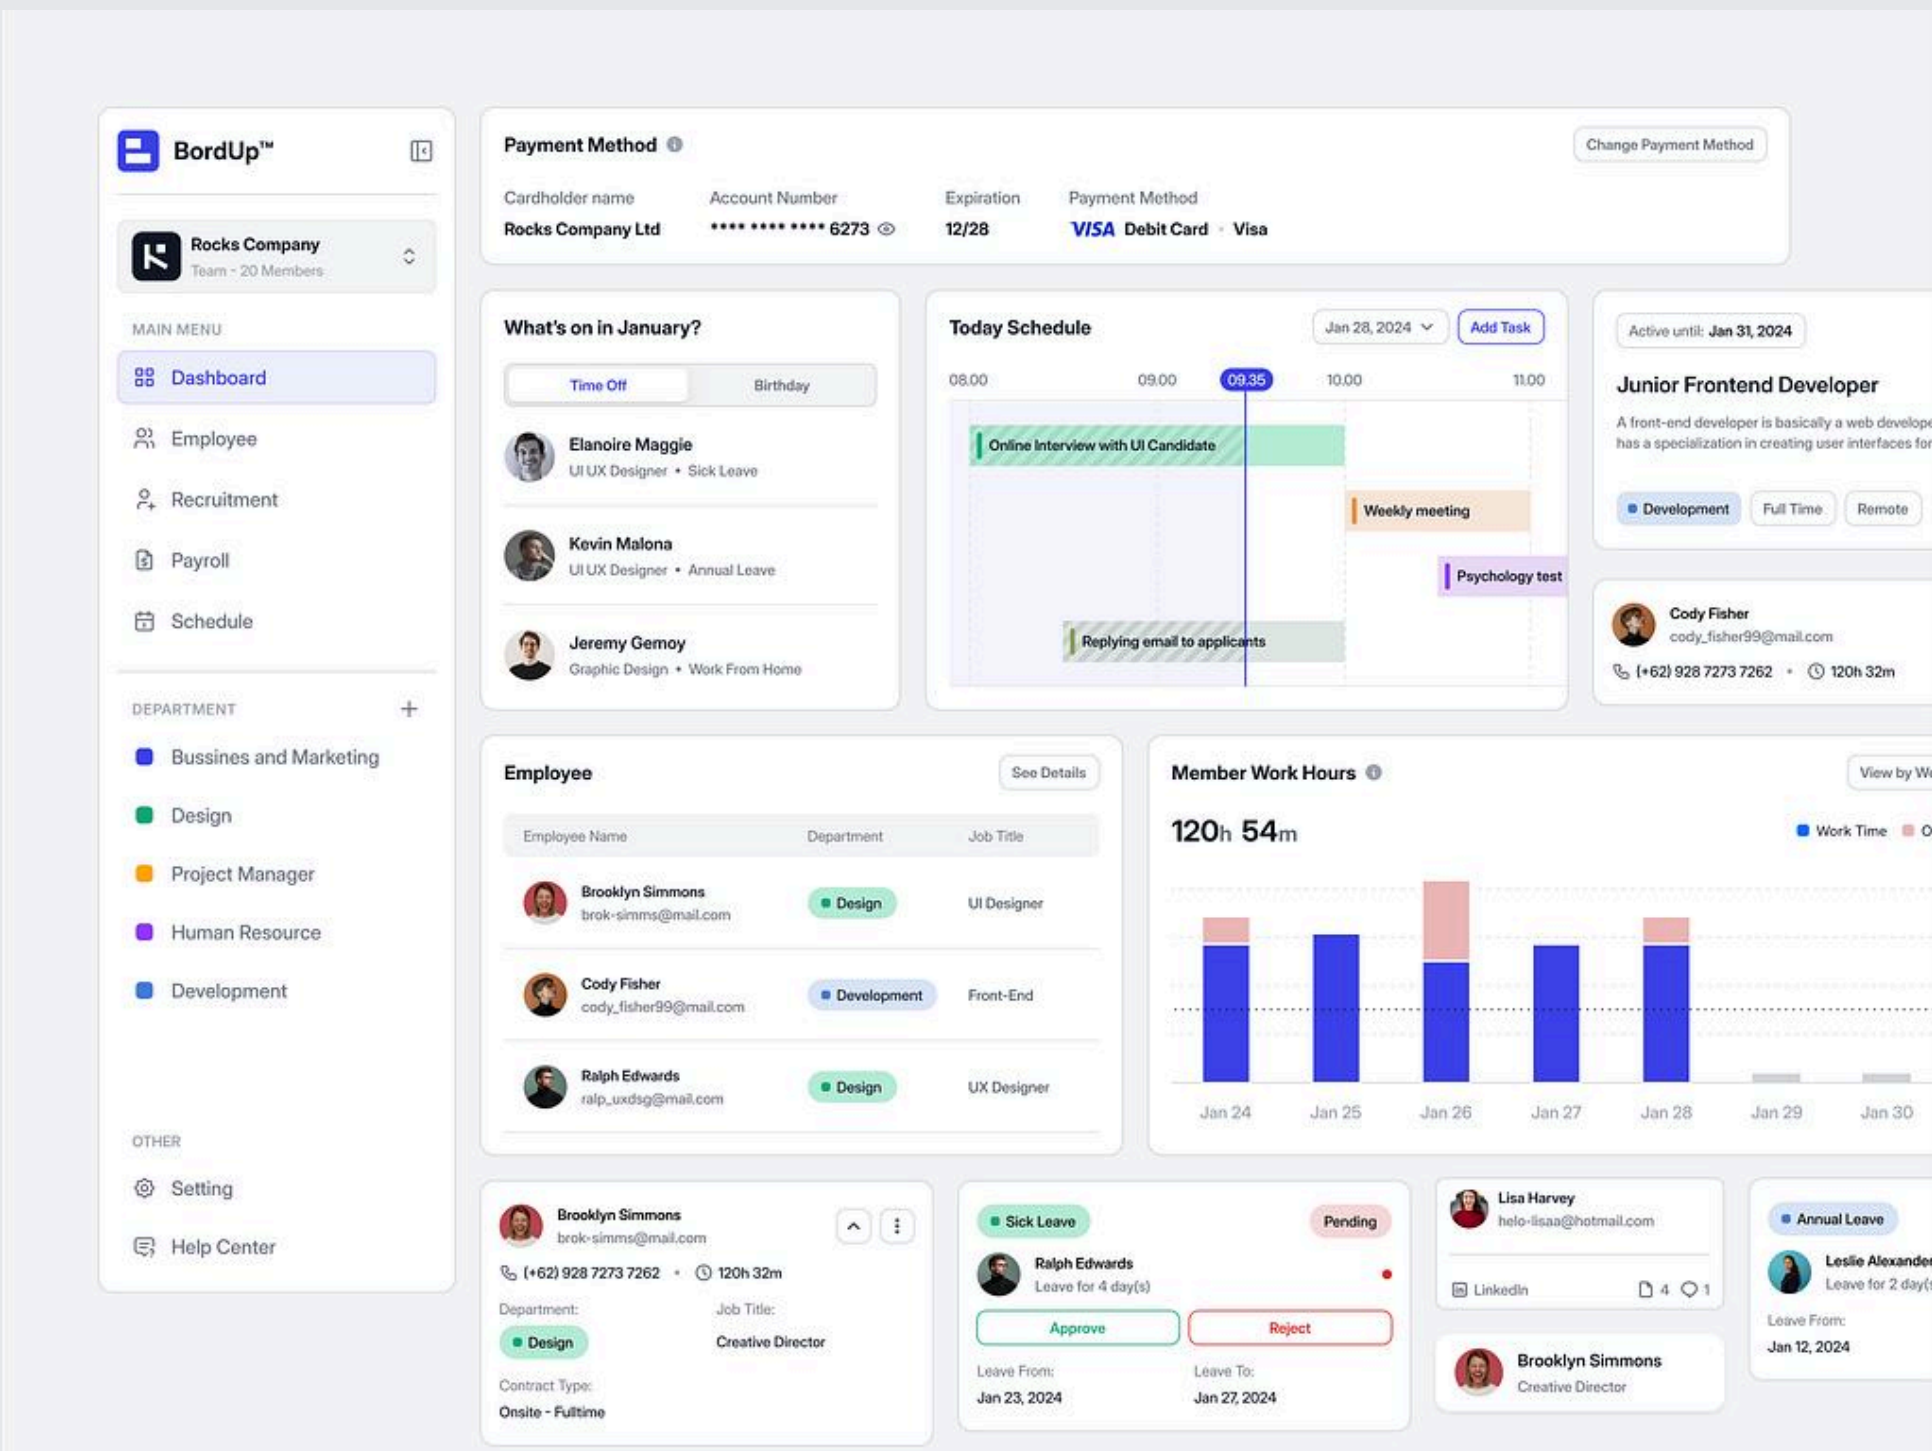 BordUp™
Rocks Company
Team - 20 Members
MAIN MENU
Dashboard
Employee
Recruitment
Payroll
Schedule
DEPARTMENT
Bussines and Marketing
Design
Project Manager
Human Resource
Development
OTHER
Setting
Help Center
Payment Method
Change Payment Method
Cardholder name Account Number Expiration Payment Method
Rocks Company Ltd •••• •••• •••• 6273 12/28 VISA Debit Card • Visa
What's on in January?
Time Off Birthday
Elanoire Maggie
UI UX Designer • Sick Leave
Kevin Malona
UI UX Designer • Annual Leave
Jeremy Gemoy
Graphic Design • Work From Home
Today Schedule
Jan 28, 2024 Add Task
08.00 09.00 09.35 10.00 11.00
Online Interview with UI Candidate
Weekly meeting
Psychology test
Replying email to applicants
Active until: Jan 31, 2024
Junior Frontend Developer
A front-end developer is basically a web develope
has a specialization in creating user interfaces for
Development Full Time Remote
Cody Fisher
cody_fisher99@mail.com
(+62) 928 7273 7262 • 120h 32m
Employee
See Details
Employee Name Department Job Title
Brooklyn Simmons
brok-simms@mail.com
Design
UI Designer
Cody Fisher
cody_fisher99@mail.com
Development
Front-End
Ralph Edwards
ralp_uxdsg@mail.com
Design
UX Designer
Member Work Hours
View by We
120h 54m
Work Time O
Jan 24 Jan 25 Jan 26 Jan 27 Jan 28 Jan 29 Jan 30
Brooklyn Simmons
brok-simms@mail.com
(+62) 928 7273 7262 • 120h 32m
Department: Job Title:
Design Creative Director
Contract Type:
Onsite - Fulltime
Sick Leave Pending
Ralph Edwards
Leave for 4 day(s)
Approve Reject
Leave From: Leave To:
Jan 23, 2024 Jan 27, 2024
Lisa Harvey
helo-lisaa@hotmail.com
LinkedIn 4 1
Brooklyn Simmons
Creative Director
Annual Leave
Leslie Alexander
Leave for 2 day(s
Leave From:
Jan 12, 2024